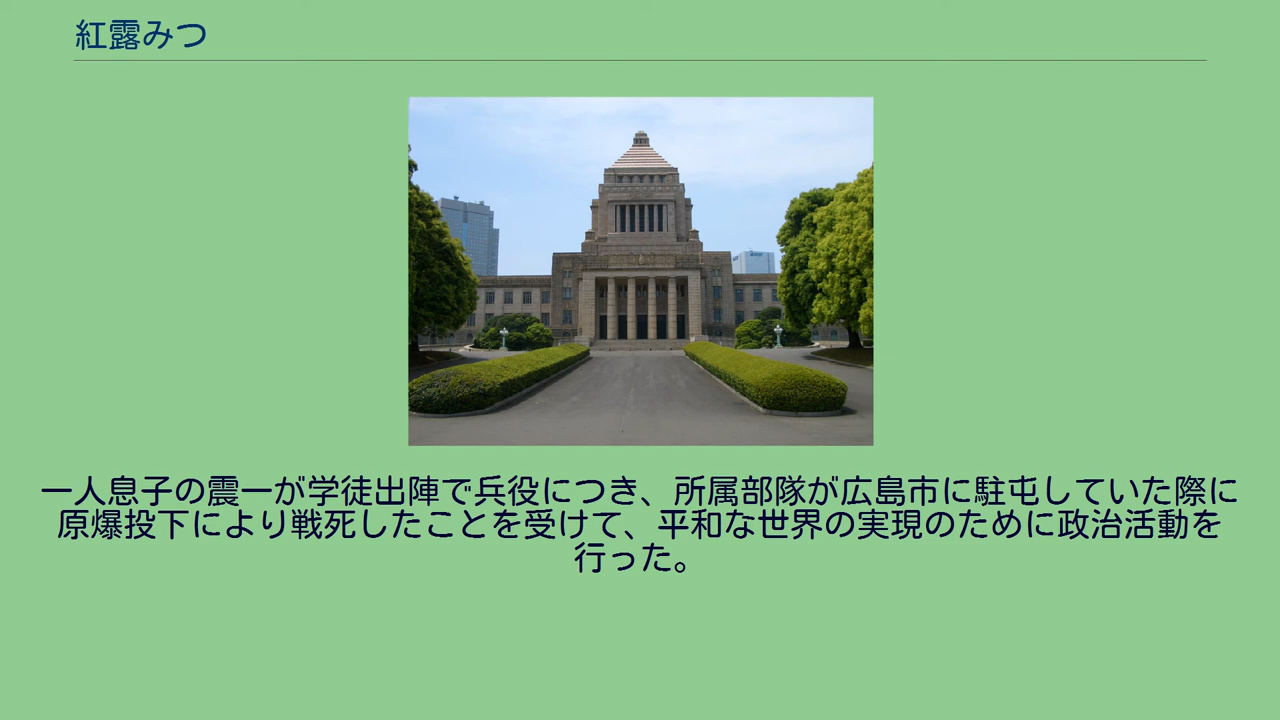 紅露みつ
一人息子の震一が学徒出陣で兵役につき、所属部隊が広島市に駐屯していた際に
原爆投下により戦死したことを受けて、平和な世界の実現のために政治活動を
行った。